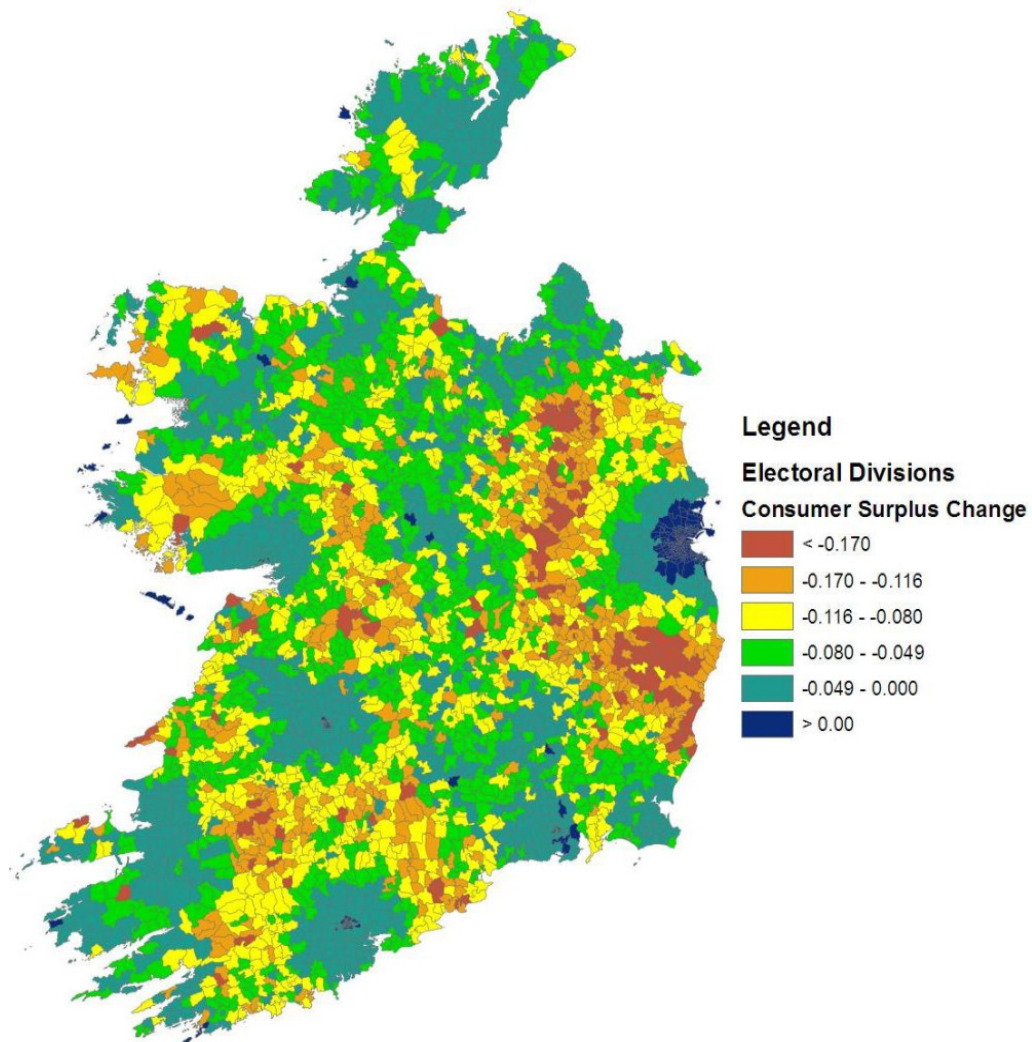 Legend
Electoral Divisions
Consumer Surplus Change
< -0.170
-0.170 - -0.116
-0.116 - -0.080
-0.080 - -0.049
-0.049 - 0.000
> 0.00